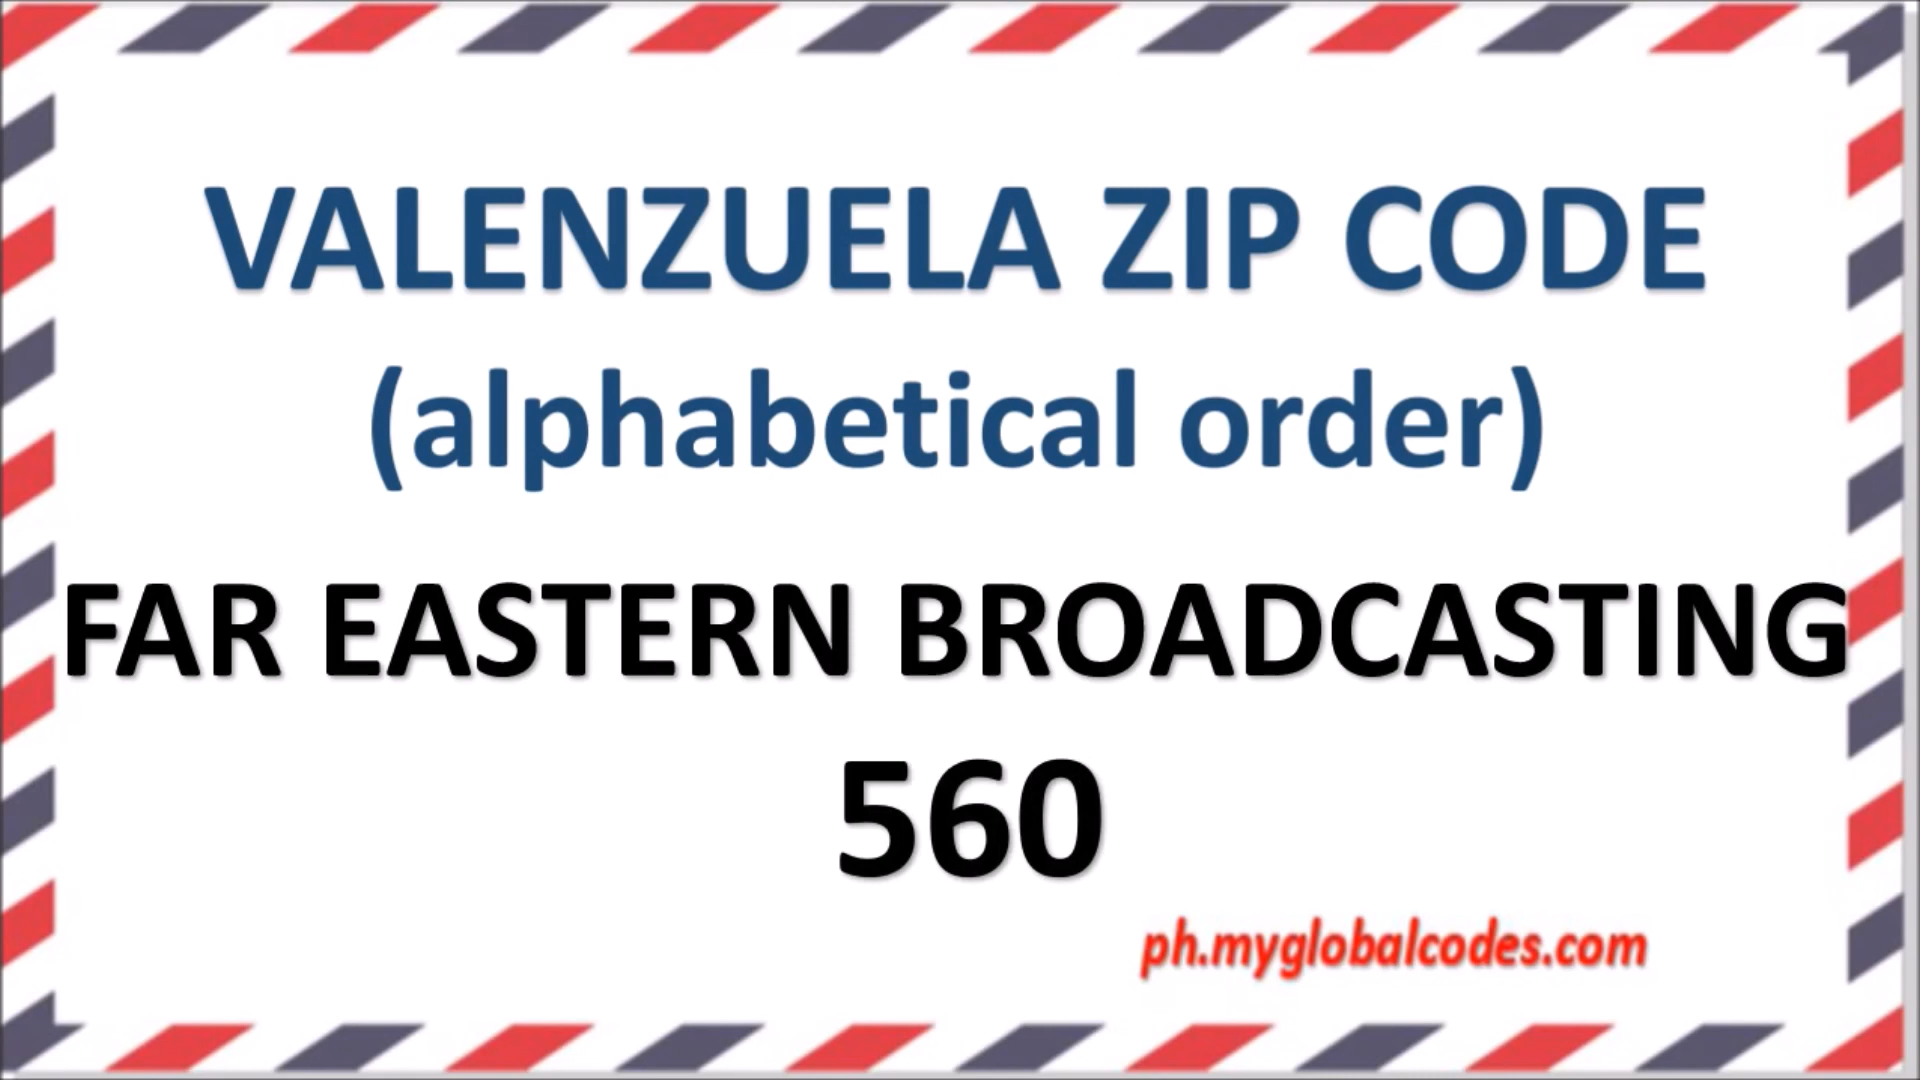 VALENZUELA ZIP CODE
(alphabetical order)
FAR EASTERN BROADCASTING
560
ph.myglobalcodes.com